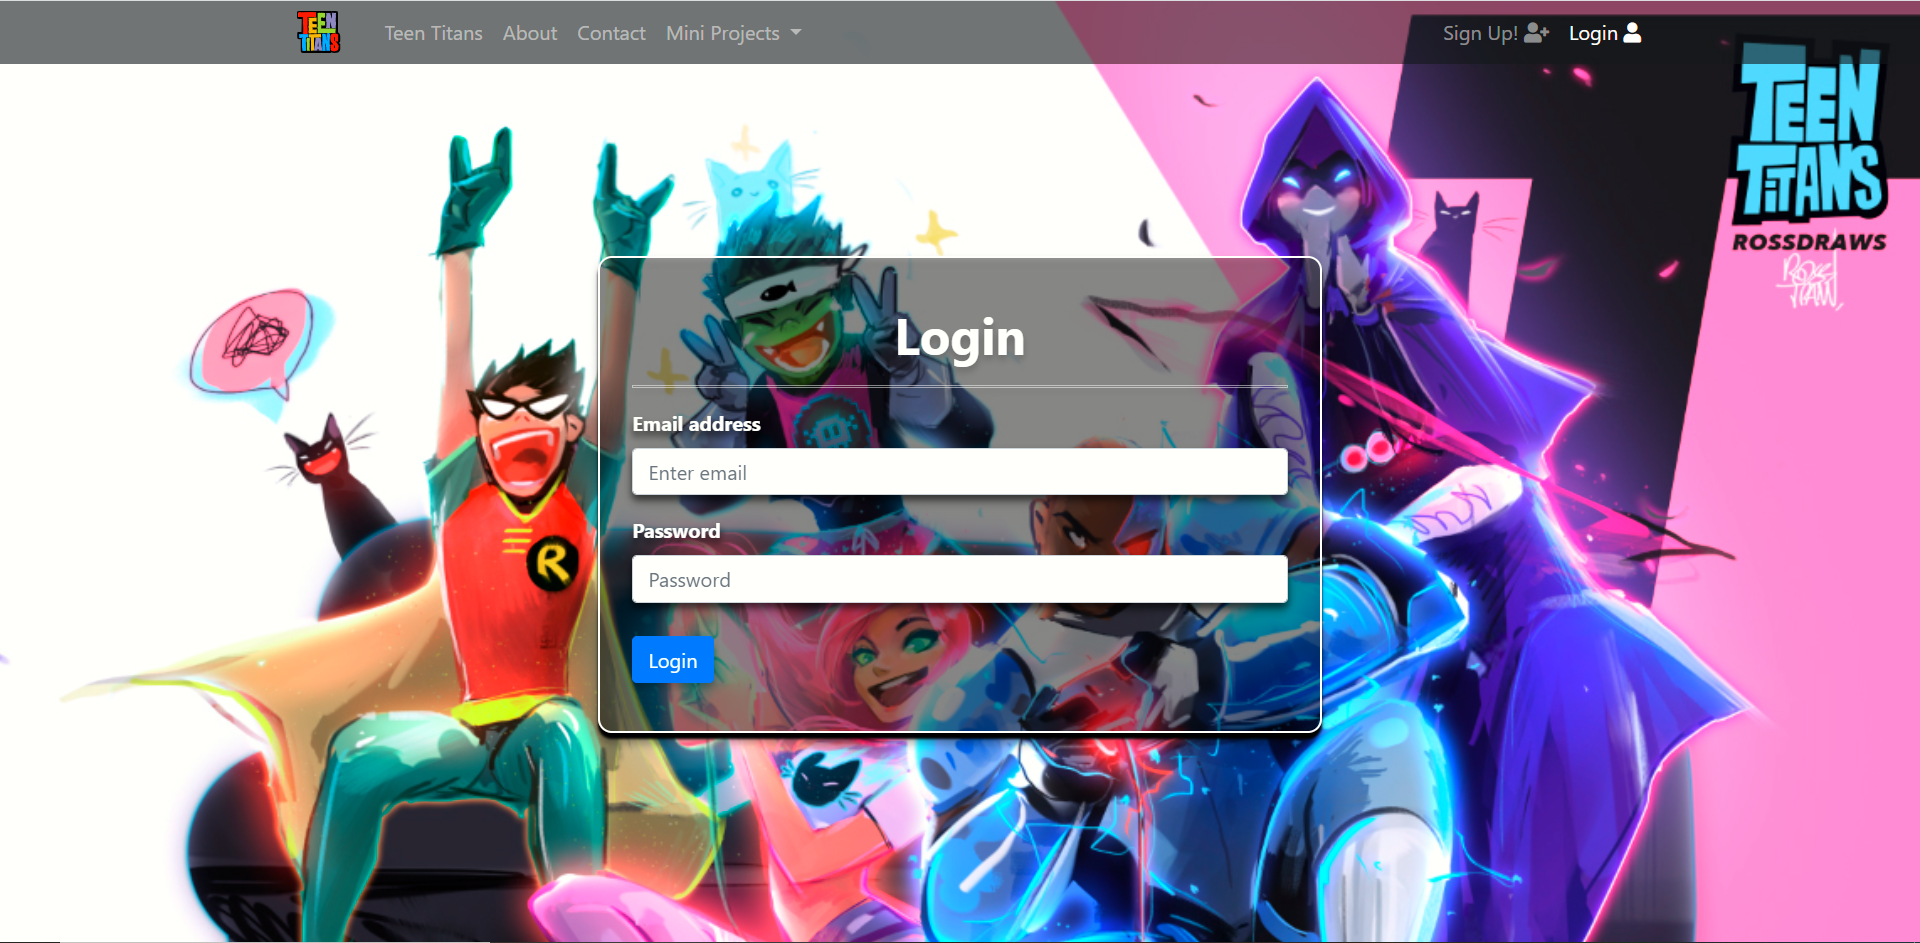 TEEN TITANS
Teen Titans About Contact Mini Projects
Sign Up! Login
TEEN
TITANS
ROSSDRAWS
Login
Email address
Enter email
Password
Password
Login
R